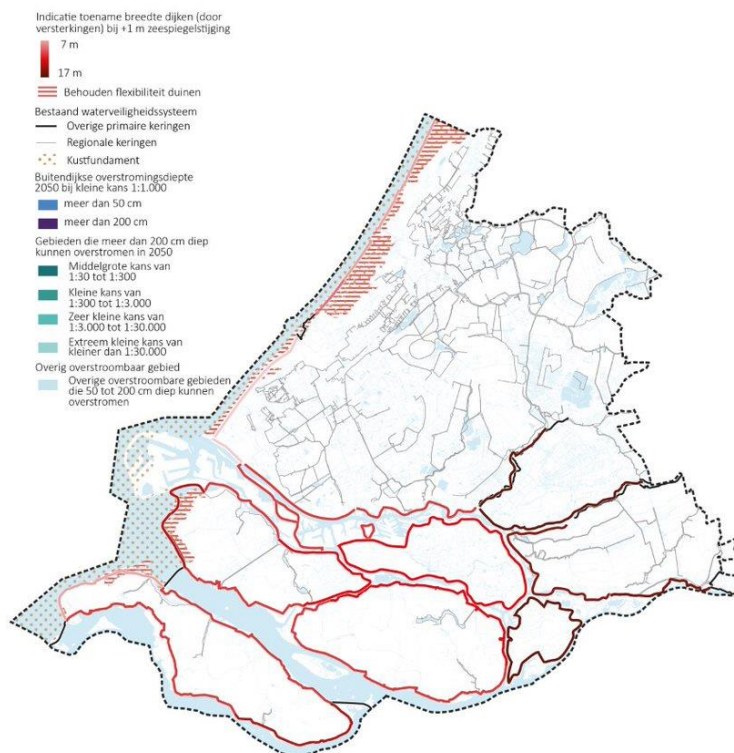 Indicatie toename breedte dijken (door
versterkingen) bij +1 m zeespiegelstijging
7 m
17 m
Behouden flexibiliteit duinen
Bestaand waterveiligheidssysteem
Overige primaire keringen
Regionale keringen
Kustfundament
Buitendijkse overstromingsdiepte
2050 bij kleine kans 1:1.000
meer dan 50 cm
meer dan 200 cm
Gebieden die meer dan 200 cm diep
kunnen overstromen in 2050
Middelgrote kans van
1:30 tot 1:300
Kleine kans van
1:300 tot 1:3.000
Zeer kleine kans van
1:3.000 tot 1:30.000
Extreem kleine kans van
kleiner dan 1:30.000
Overig overstroombaar gebied
Overige overstroombare gebieden
die 50 tot 200 cm diep kunnen
overstromen